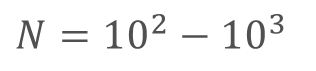 N = 10² – 10³